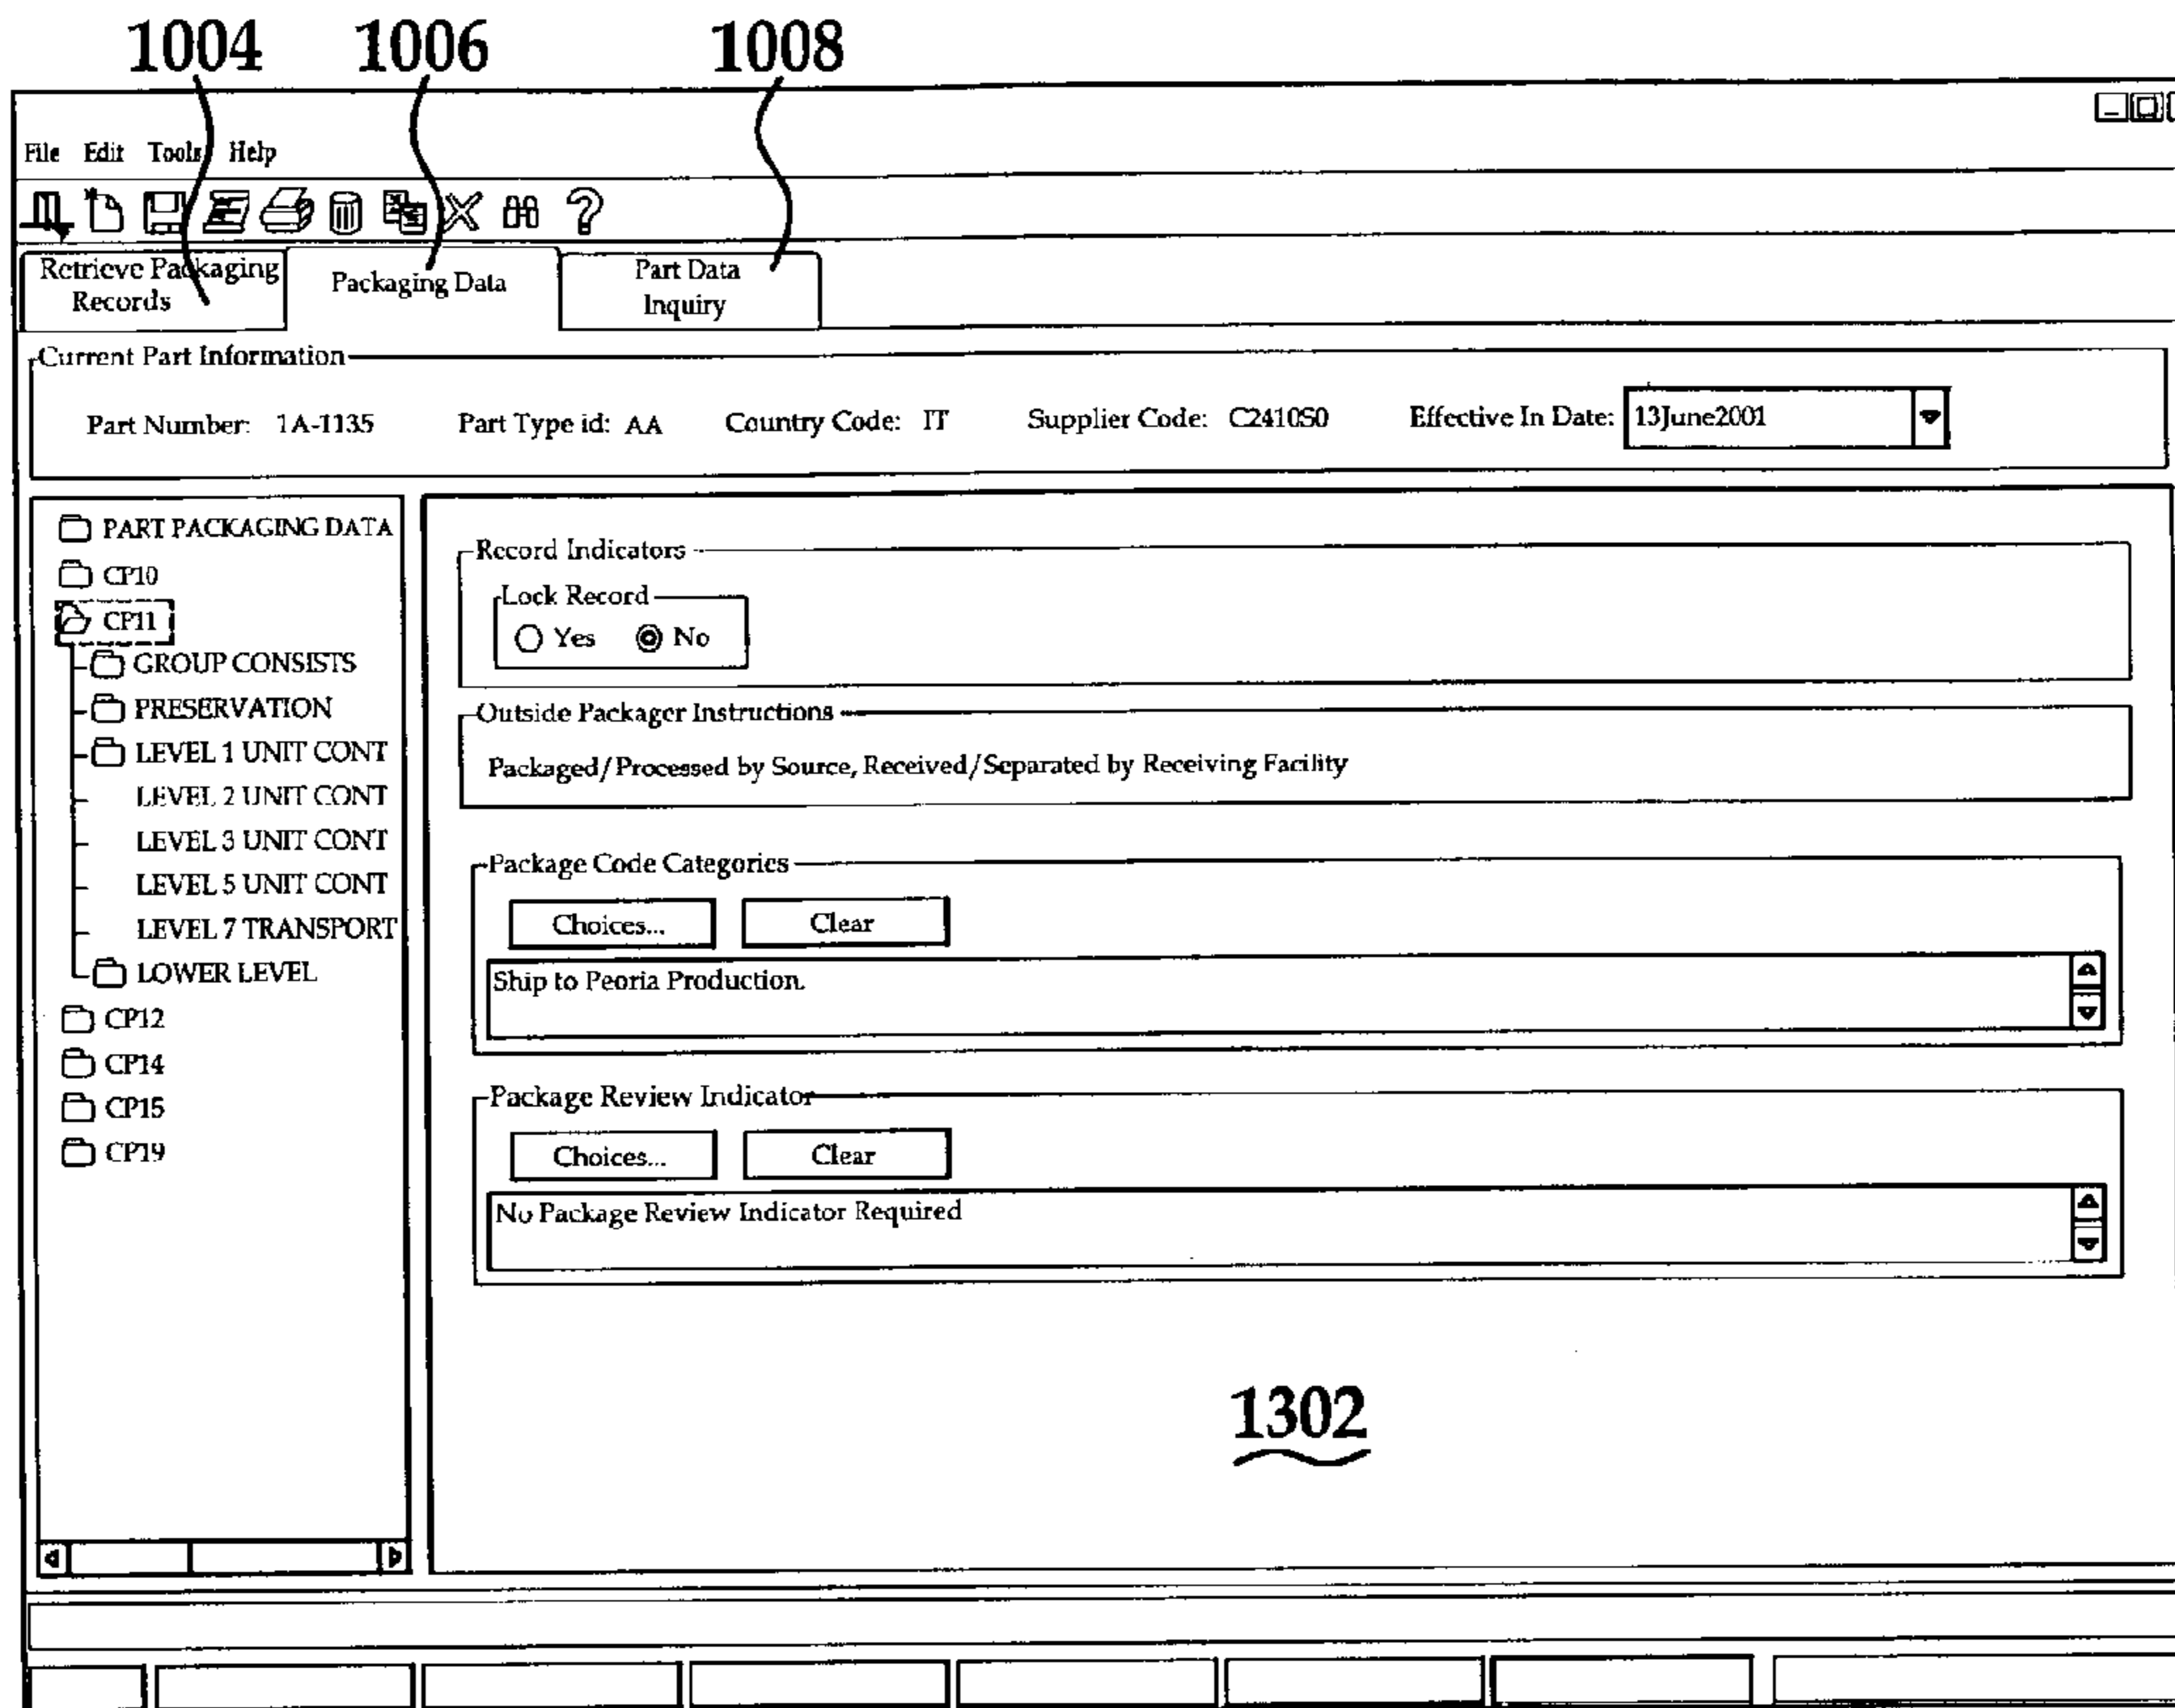 1004 1006 1008
File Edit Tools Help
Retrieve Packaging
Records
Packaging Data
Part Data
Inquiry
Current Part Information
Part Number: 1A-1135 Part Type id: AA Country Code: IT Supplier Code: C2410S0 Effective In Date: 13June2001
PART PACKAGING DATA
CP10
CP11
GROUP CONSISTS
PRESERVATION
LEVEL 1 UNIT CONT
LEVEL 2 UNIT CONT
LEVEL 3 UNIT CONT
LEVEL 5 UNIT CONT
LEVEL 7 TRANSPORT
LOWER LEVEL
CP12
CP14
CP15
CP19
Record Indicators
Lock Record
Yes No
Outside Packager Instructions
Packaged/Processed by Source, Received/Separated by Receiving Facility
Package Code Categories
Choices... Clear
Ship to Peoria Production.
Package Review Indicator
Choices... Clear
No Package Review Indicator Required
1302